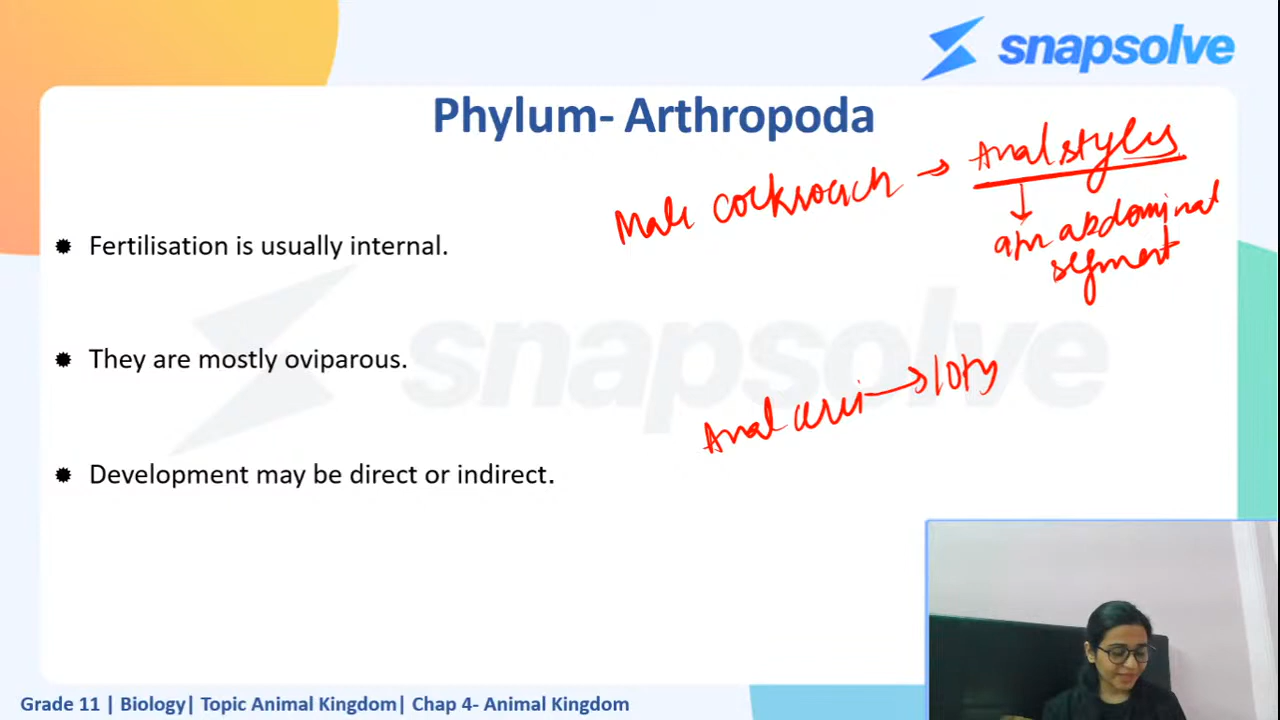 snapsolve
Phylum- Arthropoda
Male cockroach → Anal styles
abdominal
segment
✹ Fertilisation is usually internal.
✹ They are mostly oviparous.
Anal cerci → 10th
✹ Development may be direct or indirect.
snapsolve
Grade 11 | Biology| Topic Animal Kingdom| Chap 4- Animal Kingdom